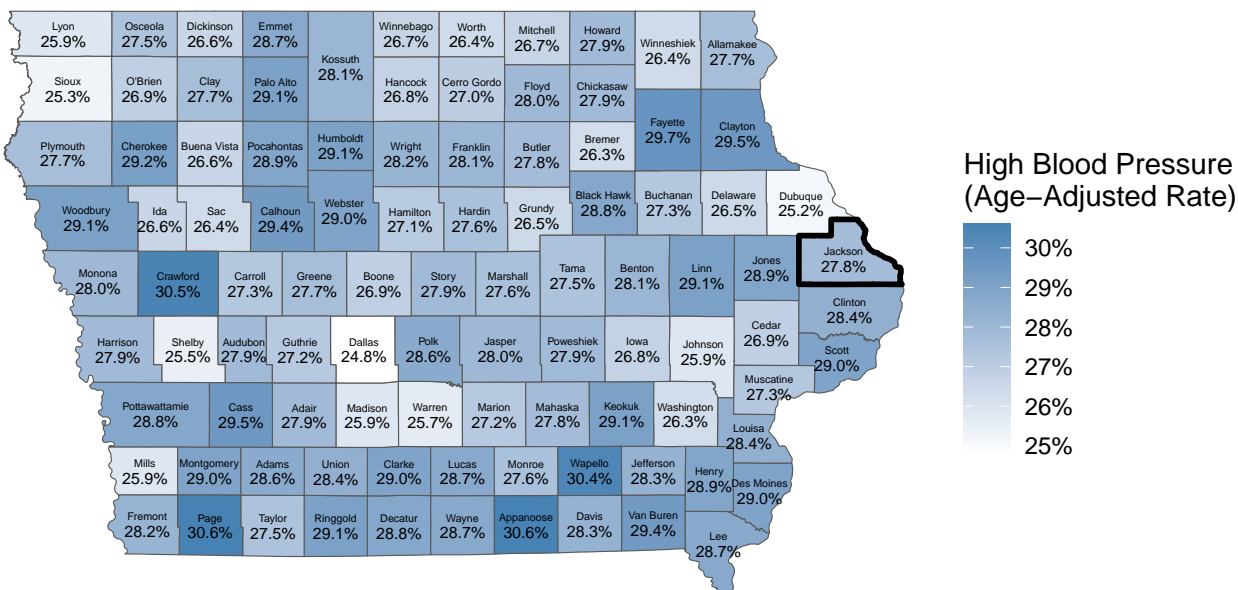 Lyon
25.9%
Osceola
27.5%
Dickinson
26.6%
Emmet
28.7%
Kossuth
28.1%
Winnebago
26.7%
Worth
26.4%
Mitchell
26.7%
Howard
27.9%
Winneshiek
26.4%
Allamakee
27.7%
Sioux
25.3%
O'Brien
26.9%
Clay
27.7%
Palo Alto
29.1%
Hancock
26.8%
Cerro Gordo
27.0%
Floyd
28.0%
Chickasaw
27.9%
Fayette
29.7%
Clayton
29.5%
Plymouth
27.7%
Cherokee
29.2%
Buena Vista
26.6%
Pocahontas
28.9%
Humboldt
29.1%
Wright
28.2%
Franklin
28.1%
Butler
27.8%
Bremer
26.3%
Woodbury
29.1%
Ida
26.6%
Sac
26.4%
Calhoun
29.4%
Webster
29.0%
Hamilton
27.1%
Hardin
27.6%
Grundy
26.5%
Black Hawk
28.8%
Buchanan
27.3%
Delaware
26.5%
Dubuque
25.2%
Monona
28.0%
Crawford
30.5%
Carroll
27.3%
Greene
27.7%
Boone
26.9%
Story
27.9%
Marshall
27.6%
Tama
27.5%
Benton
28.1%
Linn
29.1%
Jones
28.9%
Jackson
27.8%
Clinton
28.4%
Harrison
27.9%
Shelby
25.5%
Audubon
27.9%
Guthrie
27.2%
Dallas
24.8%
Polk
28.6%
Jasper
28.0%
Poweshiek
27.9%
Iowa
26.8%
Johnson
25.9%
Cedar
26.9%
Scott
29.0%
Muscatine
27.3%
Pottawattamie
28.8%
Cass
29.5%
Adair
27.9%
Madison
25.9%
Warren
25.7%
Marion
27.2%
Mahaska
27.8%
Keokuk
29.1%
Washington
26.3%
Louisa
28.4%
Mills
25.9%
Montgomery
29.0%
Adams
28.6%
Union
28.4%
Clarke
29.0%
Lucas
28.7%
Monroe
27.6%
Wapello
30.4%
Jefferson
28.3%
Henry
28.9%
Des Moines
29.0%
Fremont
28.2%
Page
30.6%
Taylor
27.5%
Ringgold
29.1%
Decatur
28.8%
Wayne
28.7%
Appanoose
30.6%
Davis
28.3%
Van Buren
29.4%
Lee
28.7%
High Blood Pressure
(Age−Adjusted Rate)
30%
29%
28%
27%
26%
25%